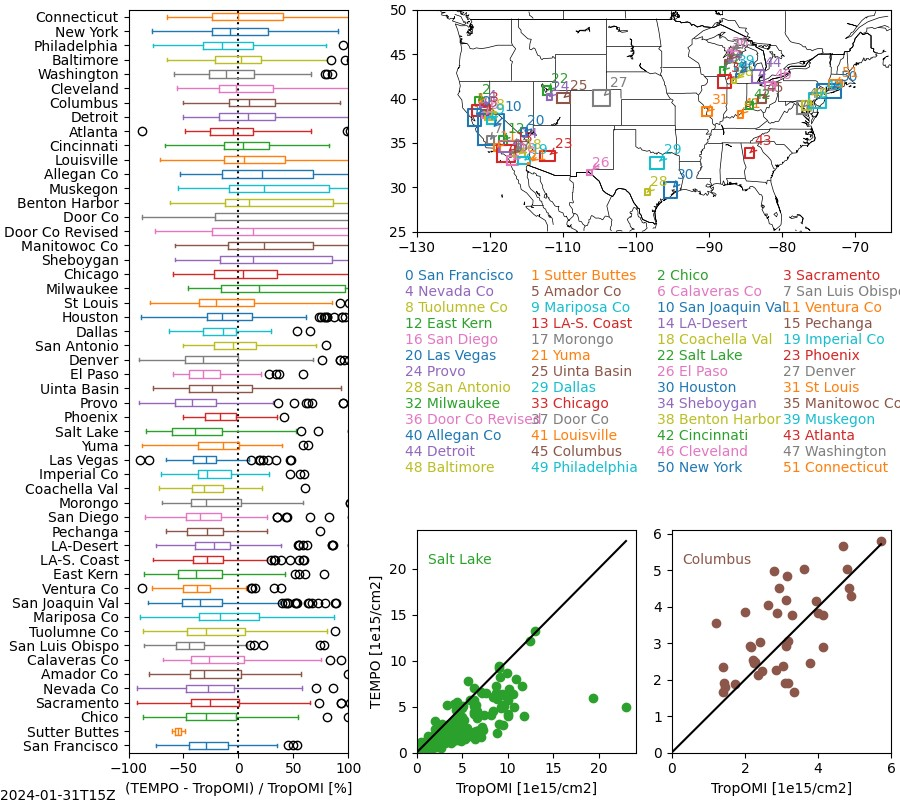 Connecticut
New York
Philadelphia
Baltimore
Washington
Cleveland
Columbus
Detroit
Atlanta
Cincinnati
Louisville
Allegan Co
Muskegon
Benton Harbor
Door Co
Door Co Revised
Manitowoc Co
Sheboygan
Chicago
Milwaukee
St Louis
Houston
Dallas
San Antonio
Denver
El Paso
Uinta Basin
Provo
Phoenix
Salt Lake
Yuma
Las Vegas
Imperial Co
Coachella Val
Morongo
San Diego
Pechanga
LA-Desert
LA-S. Coast
East Kern
Ventura Co
San Joaquin Val
Mariposa Co
Tuolumne Co
San Luis Obispo
Calaveras Co
Amador Co
Nevada Co
Sacramento
Chico
Sutter Buttes
San Francisco
−100 −50 0 50 100
(TEMPO - TropOMI) / TropOMI [%]
2024-01-31T15Z
50
45
40
35
30
25
−130 −120 −110 −100 −90 −80 −70
22
25
27
20
23
26
28
29
30
31
43
10
0 San Francisco 1 Sutter Buttes 2 Chico 3 Sacramento
4 Nevada Co 5 Amador Co 6 Calaveras Co 7 San Luis Obispo
8 Tuolumne Co 9 Mariposa Co 10 San Joaquin Val 11 Ventura Co
12 East Kern 13 LA-S. Coast 14 LA-Desert 15 Pechanga
16 San Diego 17 Morongo 18 Coachella Val 19 Imperial Co
20 Las Vegas 21 Yuma 22 Salt Lake 23 Phoenix
24 Provo 25 Uinta Basin 26 El Paso 27 Denver
28 San Antonio 29 Dallas 30 Houston 31 St Louis
32 Milwaukee 33 Chicago 34 Sheboygan 35 Manitowoc Co
36 Door Co Revised 37 Door Co 38 Benton Harbor 39 Muskegon
40 Allegan Co 41 Louisville 42 Cincinnati 43 Atlanta
44 Detroit 45 Columbus 46 Cleveland 47 Washington
48 Baltimore 49 Philadelphia 50 New York 51 Connecticut
Salt Lake
TEMPO [1e15/cm2]
20
15
10
5
0
0 5 10 15 20
TropOMI [1e15/cm2]
Columbus
6
5
4
3
2
1
0
0 2 4 6
TropOMI [1e15/cm2]